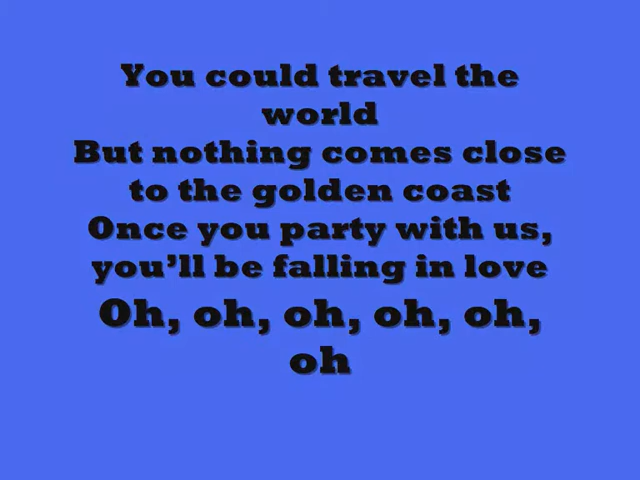 You could travel the
world
But nothing comes close
to the golden coast
Once you party with us,
you'll be falling in love
Oh, oh, oh, oh, oh,
oh